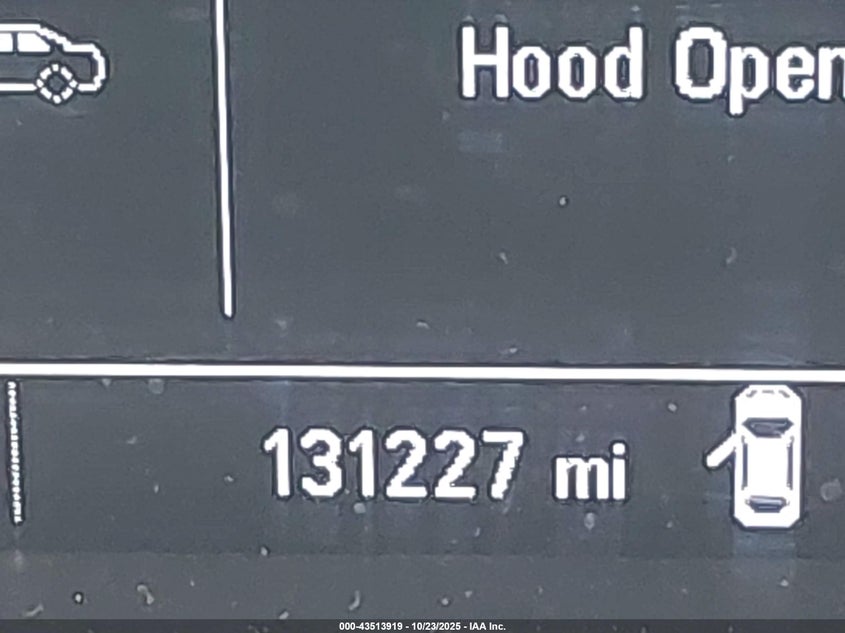 Hood Open
131227 mi
000-43513919 - 10/23/2025 - IAA Inc.